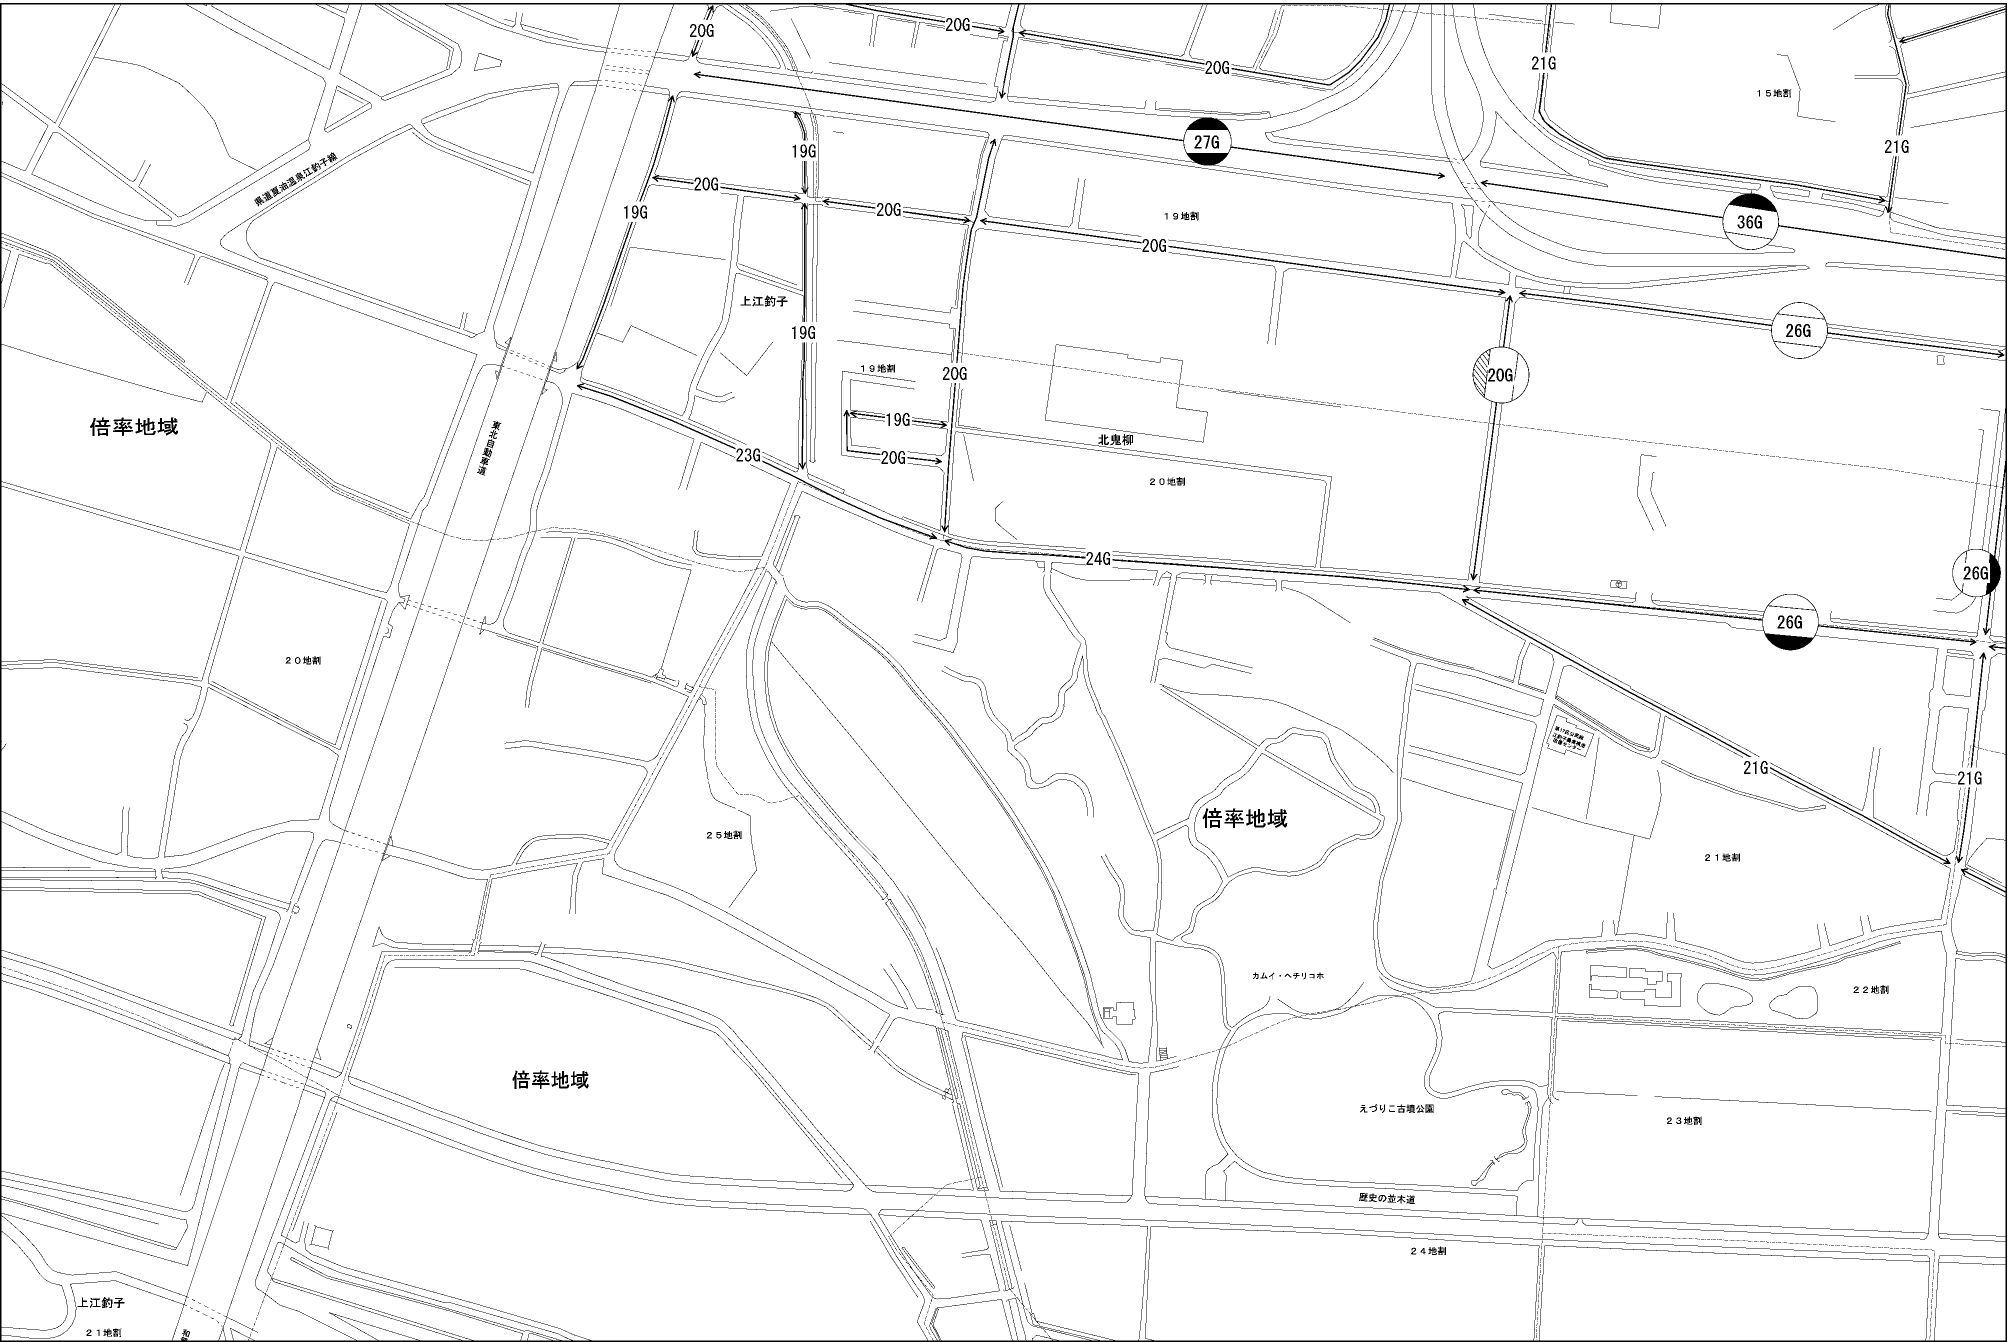 20G
20G
20G
21G
15地割
27G
19G
21G
県道夏油温泉江釣子線
20G
19G
20G
19地割
36G
20G
上江釣子
19G
26G
19地割
20G
20G
19G
倍率地域
東北自動車道
北鬼柳
23G
20G
20地割
24G
26G
26G
20地割
21G
21G
倍率地域
25地割
21地割
カムイ・ヘチリコホ
22地割
倍率地域
えづりこ古墳公園
23地割
歴史の並木道
24地割
上江釣子
21地割